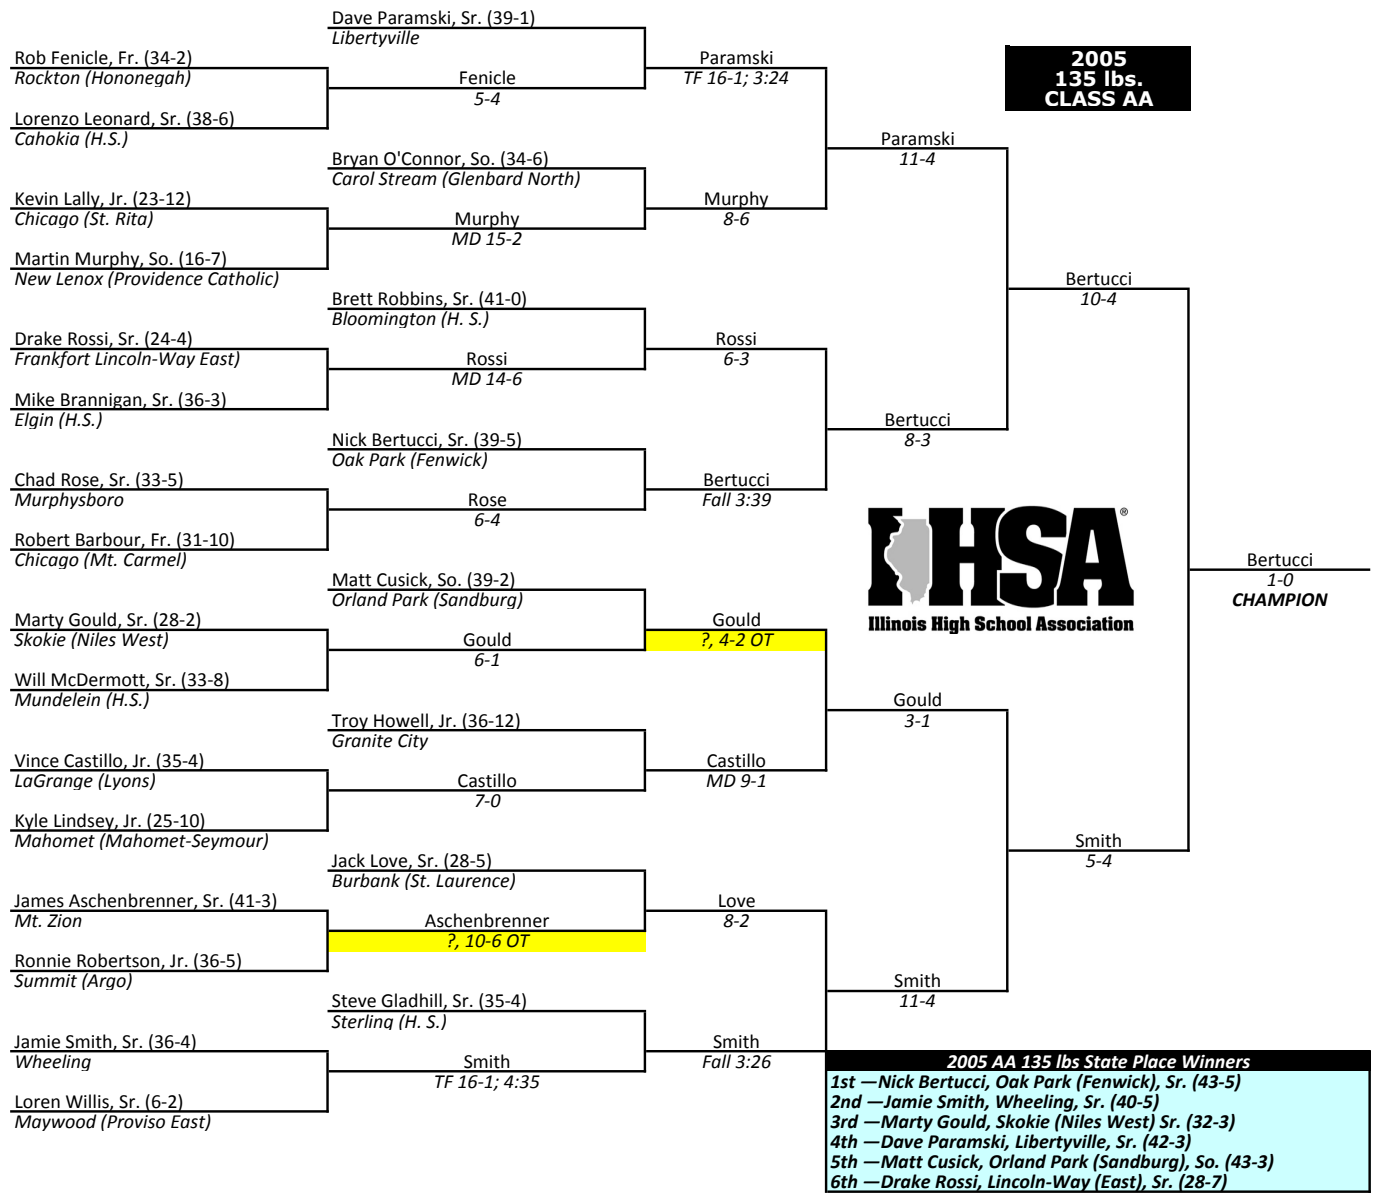 Dave Paramski, Sr. (39-1)
Libertyville
Rob Fenicle, Fr. (34-2)
Rockton (Hononegah)
Fenicle
5-4
Lorenzo Leonard, Sr. (38-6)
Cahokia (H.S.)
Paramski
TF 16-1; 3:24
2005
135 lbs.
CLASS AA
Paramski
11-4
Bryan O'Connor, So. (34-6)
Carol Stream (Glenbard North)
Kevin Lally, Jr. (23-12)
Chicago (St. Rita)
Murphy
MD 15-2
Murphy
8-6
Martin Murphy, So. (16-7)
New Lenox (Providence Catholic)
Bertucci
10-4
Brett Robbins, Sr. (41-0)
Bloomington (H. S.)
Drake Rossi, Sr. (24-4)
Frankfort Lincoln-Way East)
Rossi
MD 14-6
Rossi
6-3
Mike Brannigan, Sr. (36-3)
Elgin (H.S.)
Bertucci
8-3
Nick Bertucci, Sr. (39-5)
Oak Park (Fenwick)
Chad Rose, Sr. (33-5)
Murphysboro
Rose
6-4
Bertucci
Fall 3:39
Robert Barbour, Fr. (31-10)
Chicago (Mt. Carmel)
IHSA®
Illinois High School Association
Bertucci
1-0
CHAMPION
Matt Cusick, So. (39-2)
Orland Park (Sandburg)
Marty Gould, Sr. (28-2)
Skokie (Niles West)
Gould
6-1
Gould
?, 4-2 OT
Will McDermott, Sr. (33-8)
Mundelein (H.S.)
Gould
3-1
Troy Howell, Jr. (36-12)
Granite City
Vince Castillo, Jr. (35-4)
LaGrange (Lyons)
Castillo
7-0
Castillo
MD 9-1
Kyle Lindsey, Jr. (25-10)
Mahomet (Mahomet-Seymour)
Smith
5-4
Jack Love, Sr. (28-5)
Burbank (St. Laurence)
James Aschenbrenner, Sr. (41-3)
Mt. Zion
Aschenbrenner
?, 10-6 OT
Love
8-2
Ronnie Robertson, Jr. (36-5)
Summit (Argo)
Smith
11-4
Steve Gladhill, Sr. (35-4)
Sterling (H. S.)
Jamie Smith, Sr. (36-4)
Wheeling
Smith
TF 16-1; 4:35
Smith
Fall 3:26
Loren Willis, Sr. (6-2)
Maywood (Proviso East)
2005 AA 135 lbs State Place Winners
1st —Nick Bertucci, Oak Park (Fenwick), Sr. (43-5)
2nd —Jamie Smith, Wheeling, Sr. (40-5)
3rd —Marty Gould, Skokie (Niles West) Sr. (32-3)
4th —Dave Paramski, Libertyville, Sr. (42-3)
5th —Matt Cusick, Orland Park (Sandburg), So. (43-3)
6th —Drake Rossi, Lincoln-Way (East), Sr. (28-7)